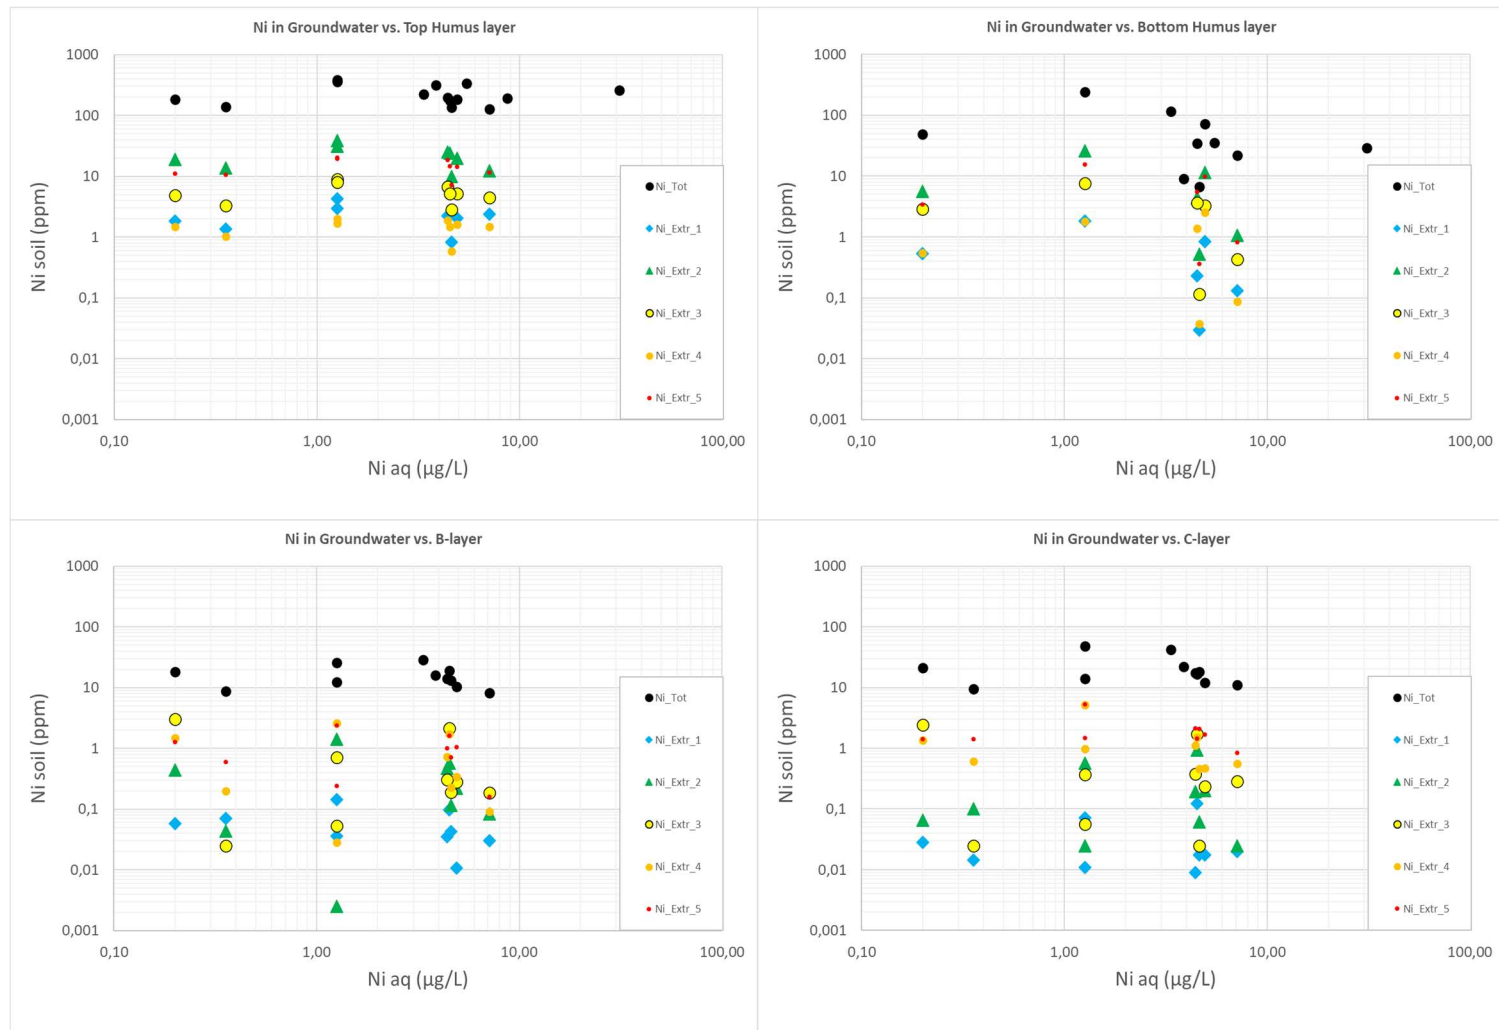 Ni in Groundwater vs. Top Humus layer
1000
100
10
1
0,1
0,01
0,001
Ni soil (ppm)
0,10
1,00
10,00
100,00
Ni aq (µg/L)
Ni_Tot
Ni_Extr_1
Ni_Extr_2
Ni_Extr_3
Ni_Extr_4
Ni_Extr_5
Ni in Groundwater vs. Bottom Humus layer
1000
100
10
1
0,1
0,01
0,001
Ni soil (ppm)
0,10
1,00
10,00
100,00
Ni aq (µg/L)
Ni_Tot
Ni_Extr_1
Ni_Extr_2
Ni_Extr_3
Ni_Extr_4
Ni_Extr_5
Ni in Groundwater vs. B-layer
1000
100
10
1
0,1
0,01
0,001
Ni soil (ppm)
0,10
1,00
10,00
100,00
Ni aq (µg/L)
Ni_Tot
Ni_Extr_1
Ni_Extr_2
Ni_Extr_3
Ni_Extr_4
Ni_Extr_5
Ni in Groundwater vs. C-layer
1000
100
10
1
0,1
0,01
0,001
Ni soil (ppm)
0,10
1,00
10,00
100,00
Ni aq (µg/L)
Ni_Tot
Ni_Extr_1
Ni_Extr_2
Ni_Extr_3
Ni_Extr_4
Ni_Extr_5